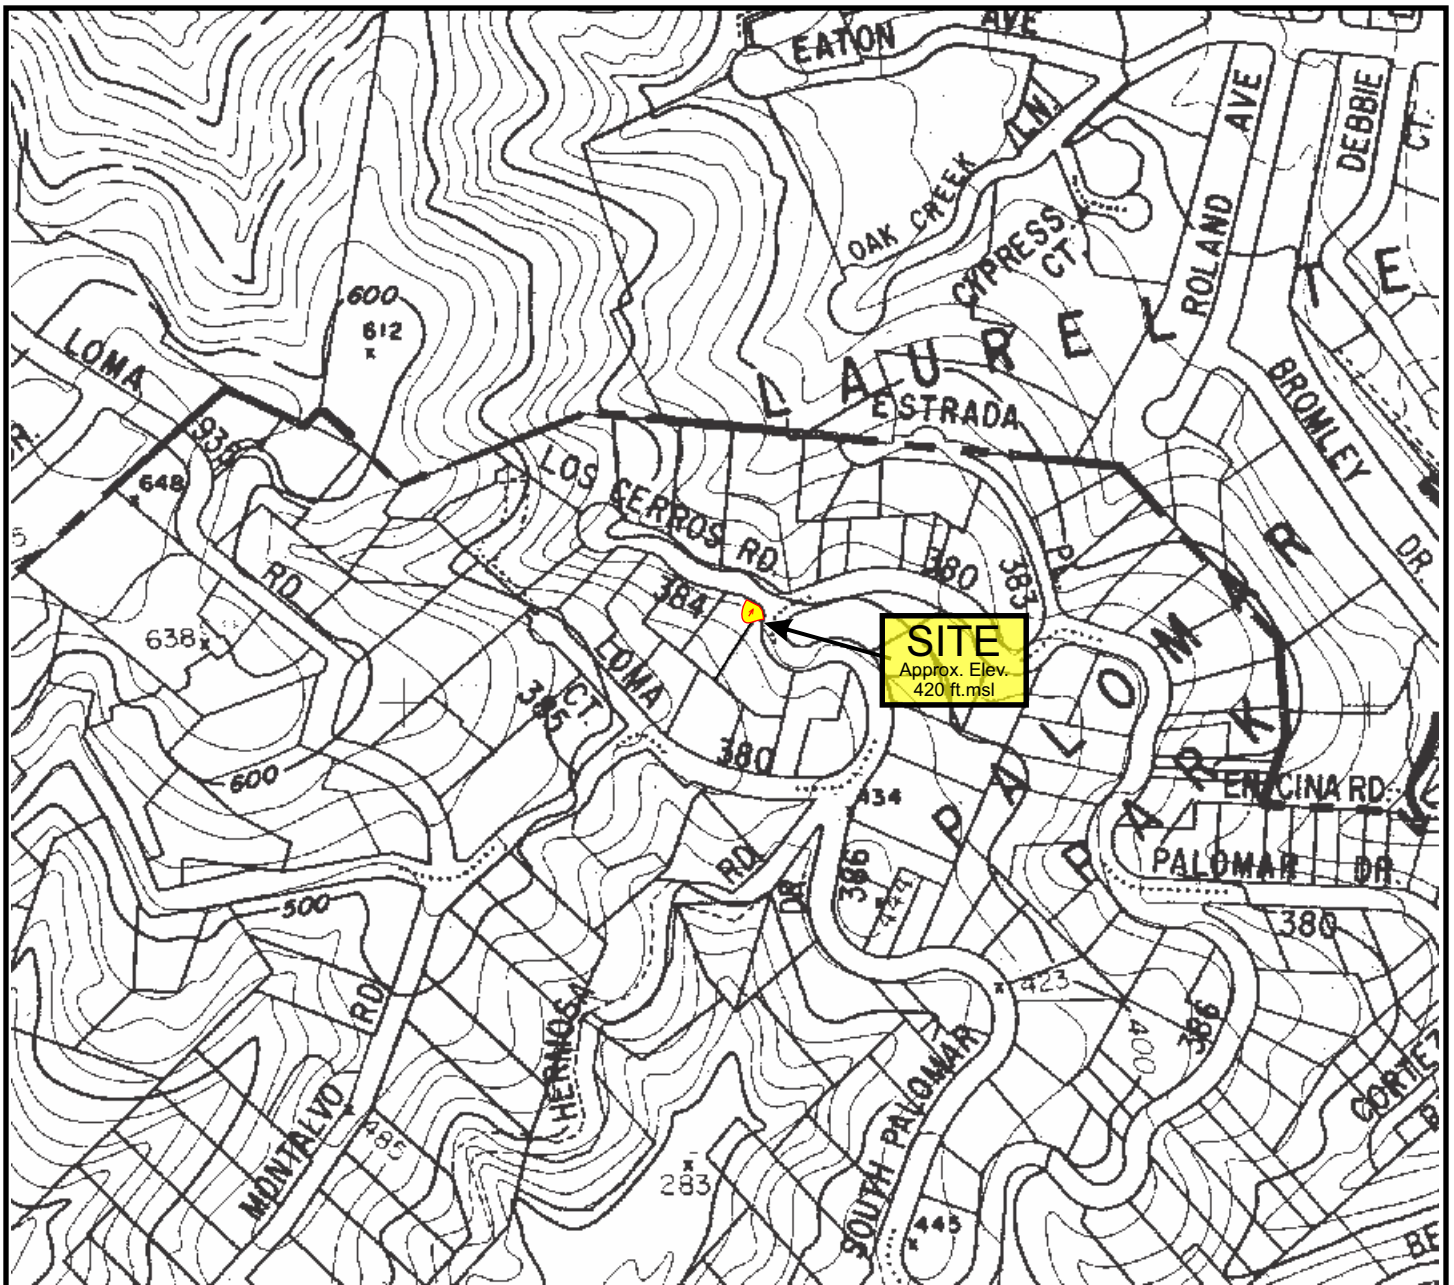 EATON
AVE
LN.
OAK CREEK
CYPRESS
CT.
ROLAND AVE
DEBBIE
CT.
600
612
LOMA
L A U R E L
T E
ESTRADA
BROMLEY
DR.
938
648
LOS CERROS RD
380
383
PL
384
RD
638
SITE
Approx. Elev.
420 ft.msl
LOMA
CT.
385
380
434
600
PALOMAR
PARK
ENCINA RD.
PALOMAR DR.
380
RD.
DR.
386
500
423
400
386
RD
HERMOSA
MONTALVO
485
283
SOUTH PALOMAR
445